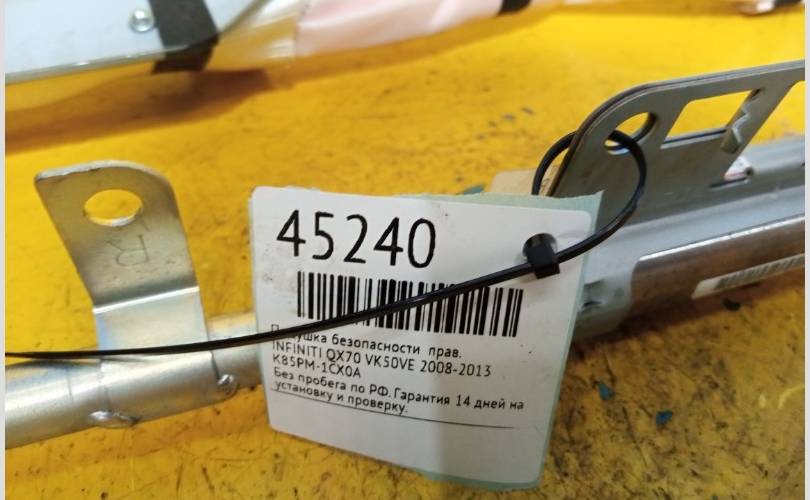 45240
Подушка безопасности прав.
INFINITI QX70 VK50VE 2008-2013
K85PM-1CX0A
Без пробега по РФ. Гарантия 14 дней на
установку и проверку.
R